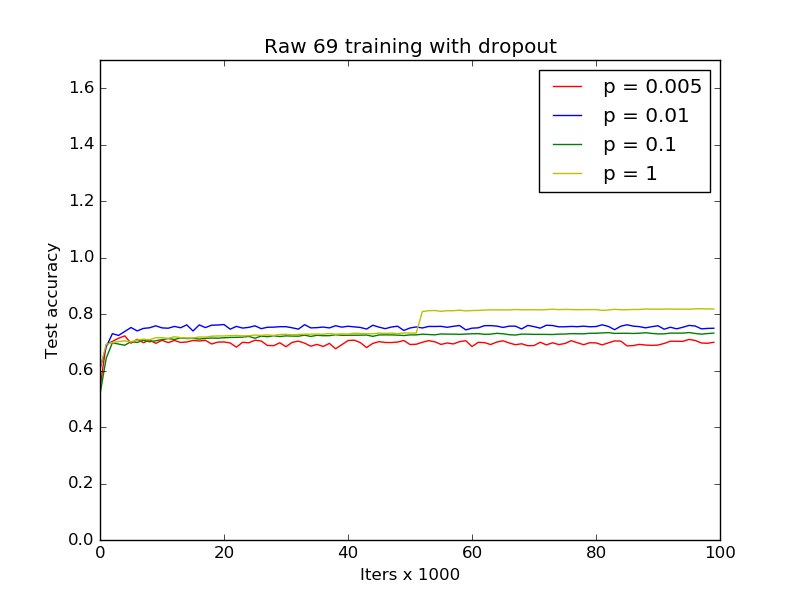 Raw 69 training with dropout
p = 0.005
p = 0.01
p = 0.1
p = 1
Test accuracy
1.6
1.4
1.2
1.0
0.8
0.6
0.4
0.2
0.0
0
20
40
60
80
100
Iters x 1000